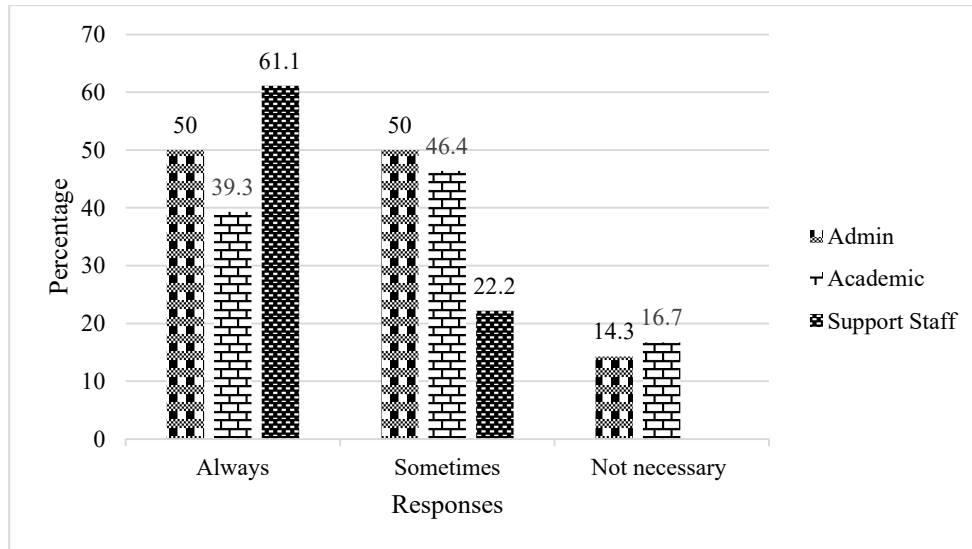 70
60
50
40
30
20
10
0
Percentage
50
39.3
61.1
50
46.4
22.2
14.3
16.7
Always
Sometimes
Not necessary
Responses
Admin
Academic
Support Staff